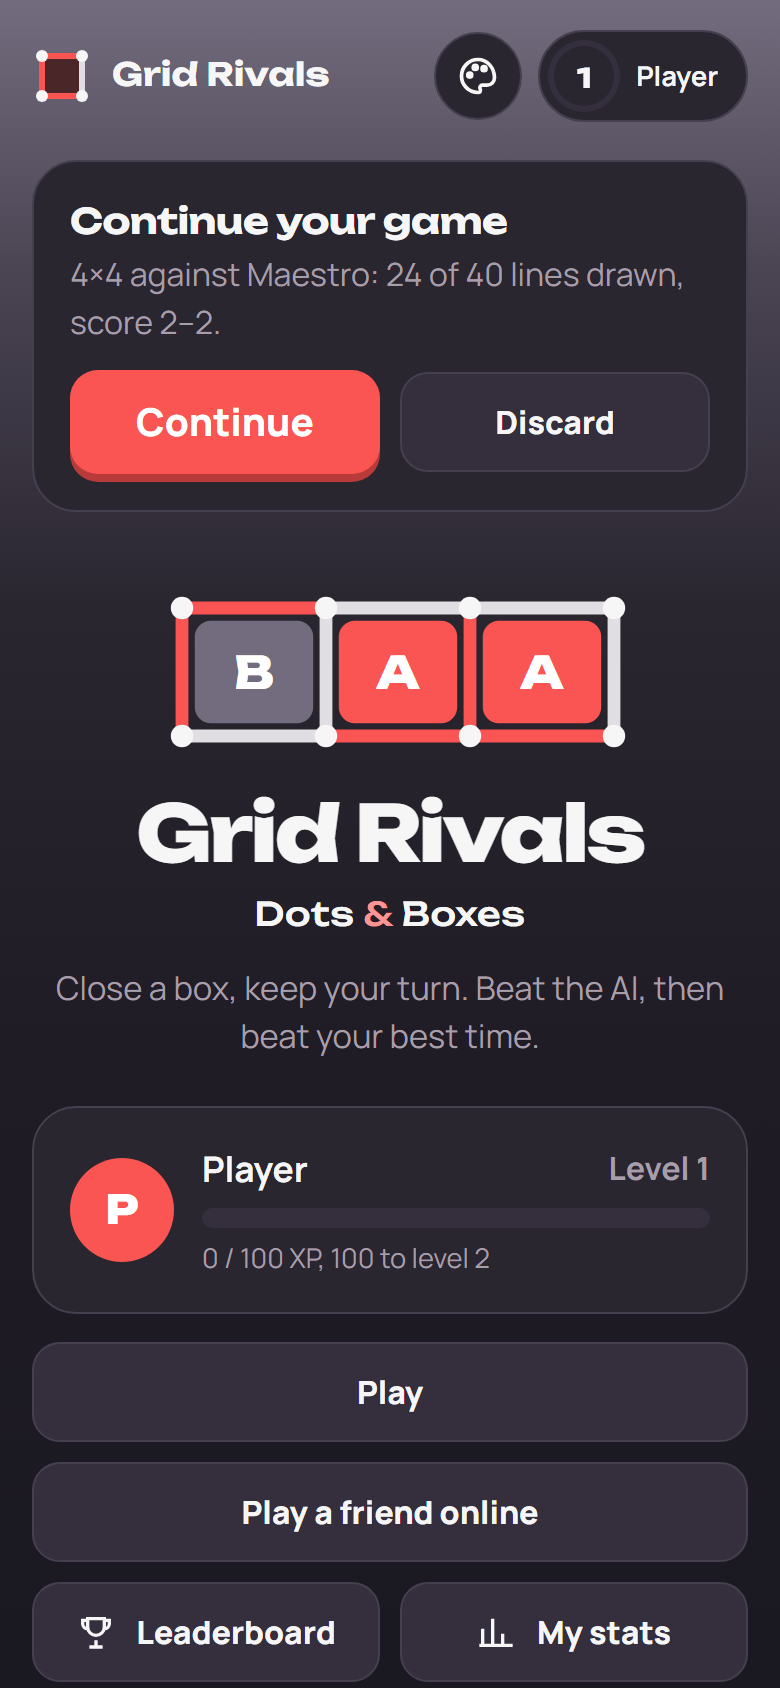 Grid Rivals
1 Player
Continue your game
4×4 against Maestro: 24 of 40 lines drawn,
score 2–2.
Continue
Discard
B A A
Grid Rivals
Dots & Boxes
Close a box, keep your turn. Beat the AI, then
beat your best time.
P
Player
Level 1
0 / 100 XP, 100 to level 2
Play
Play a friend online
Leaderboard
My stats